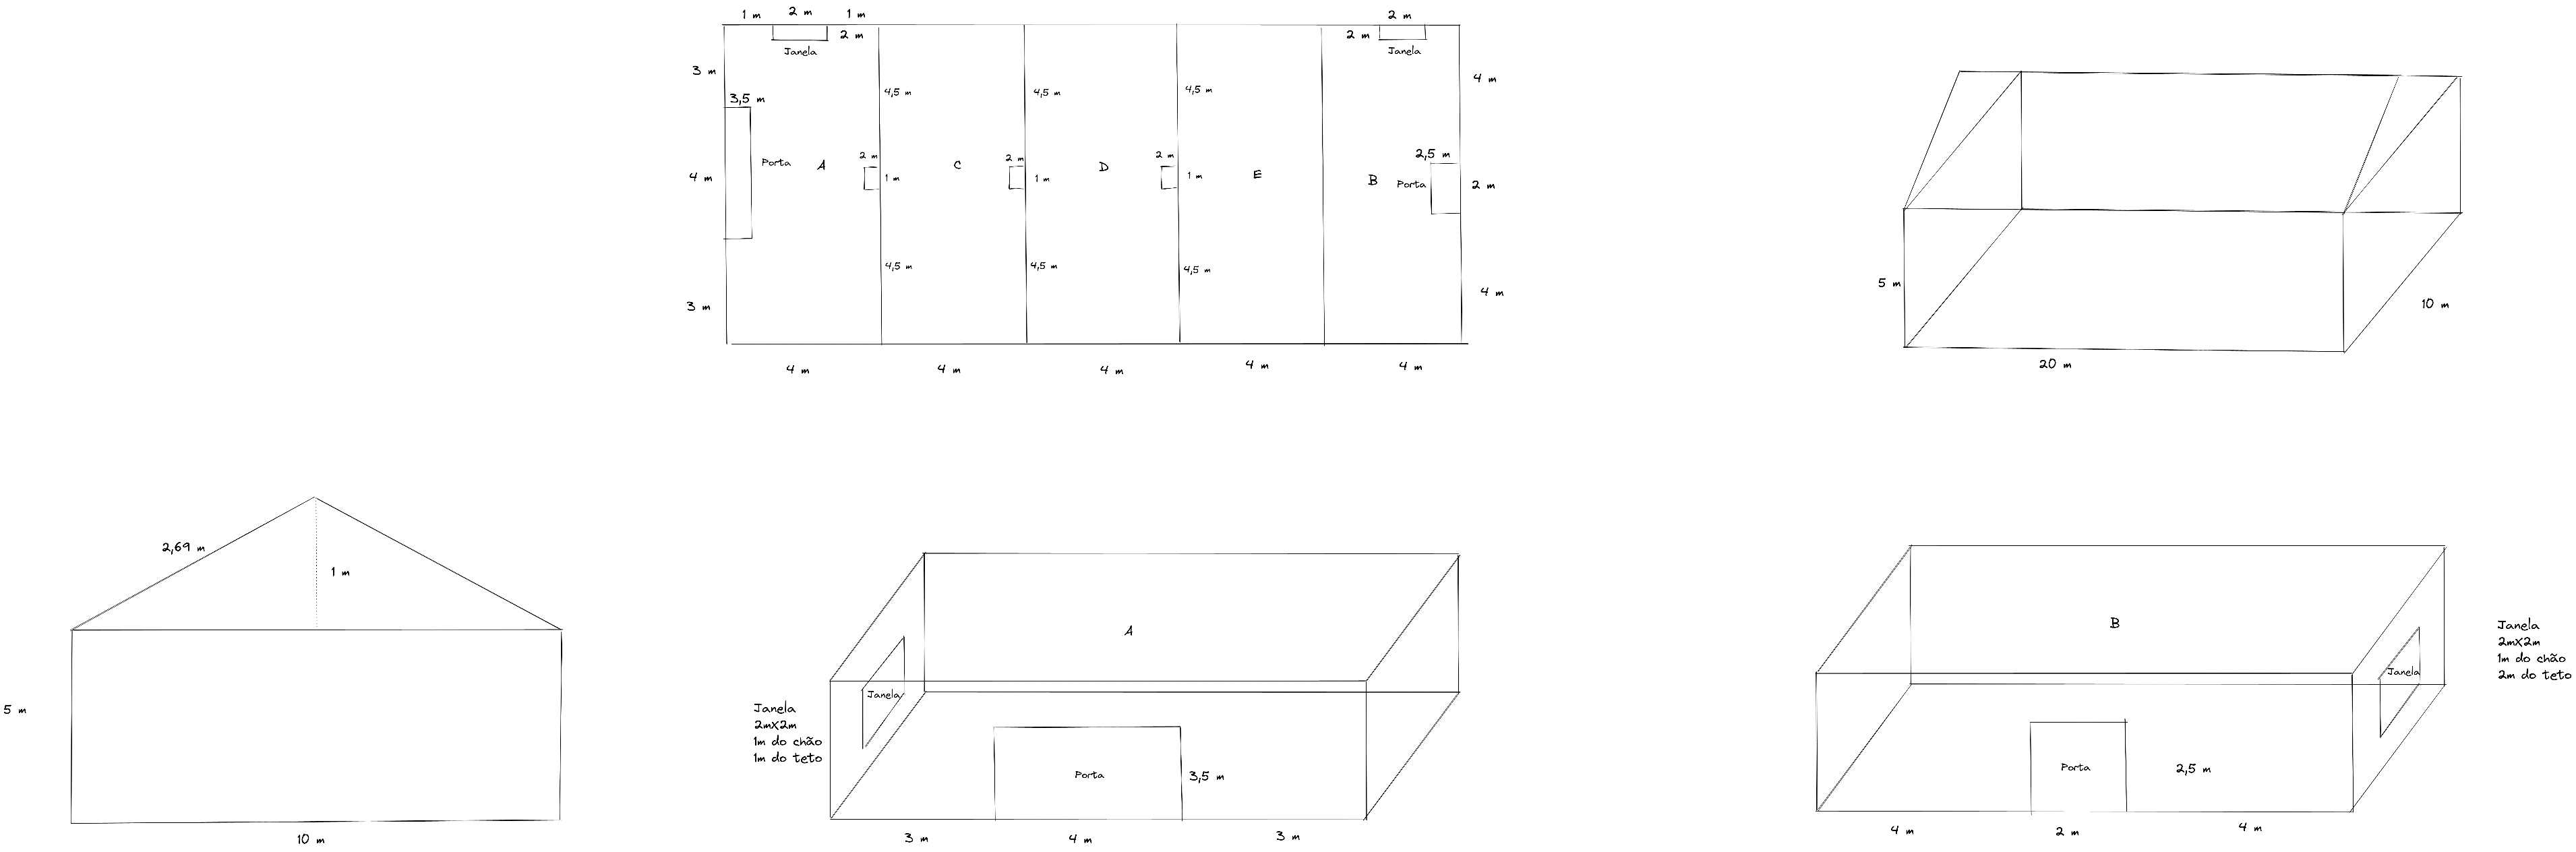 1 m 2 m 1 m
2 m
Janela
3 m
3,5 m
Porta
A
4 m
3 m
4,5 m
2 m
1 m
4,5 m
C
4,5 m
2 m
1 m
4,5 m
D
4,5 m
2 m
1 m
4,5 m
E
2 m
2 m
Janela
4 m
2,5 m
B Porta
2 m
4 m
4 m 4 m 4 m 4 m 4 m
5 m
10 m
20 m
2,69 m
1 m
5 m
10 m
A
Janela
Janela
2mX2m
1m do chão
1m do teto
Porta
3,5 m
3 m 4 m 3 m
B
Janela
Janela
2mX2m
1m do chão
2m do teto
Porta
2,5 m
4 m 2 m 4 m